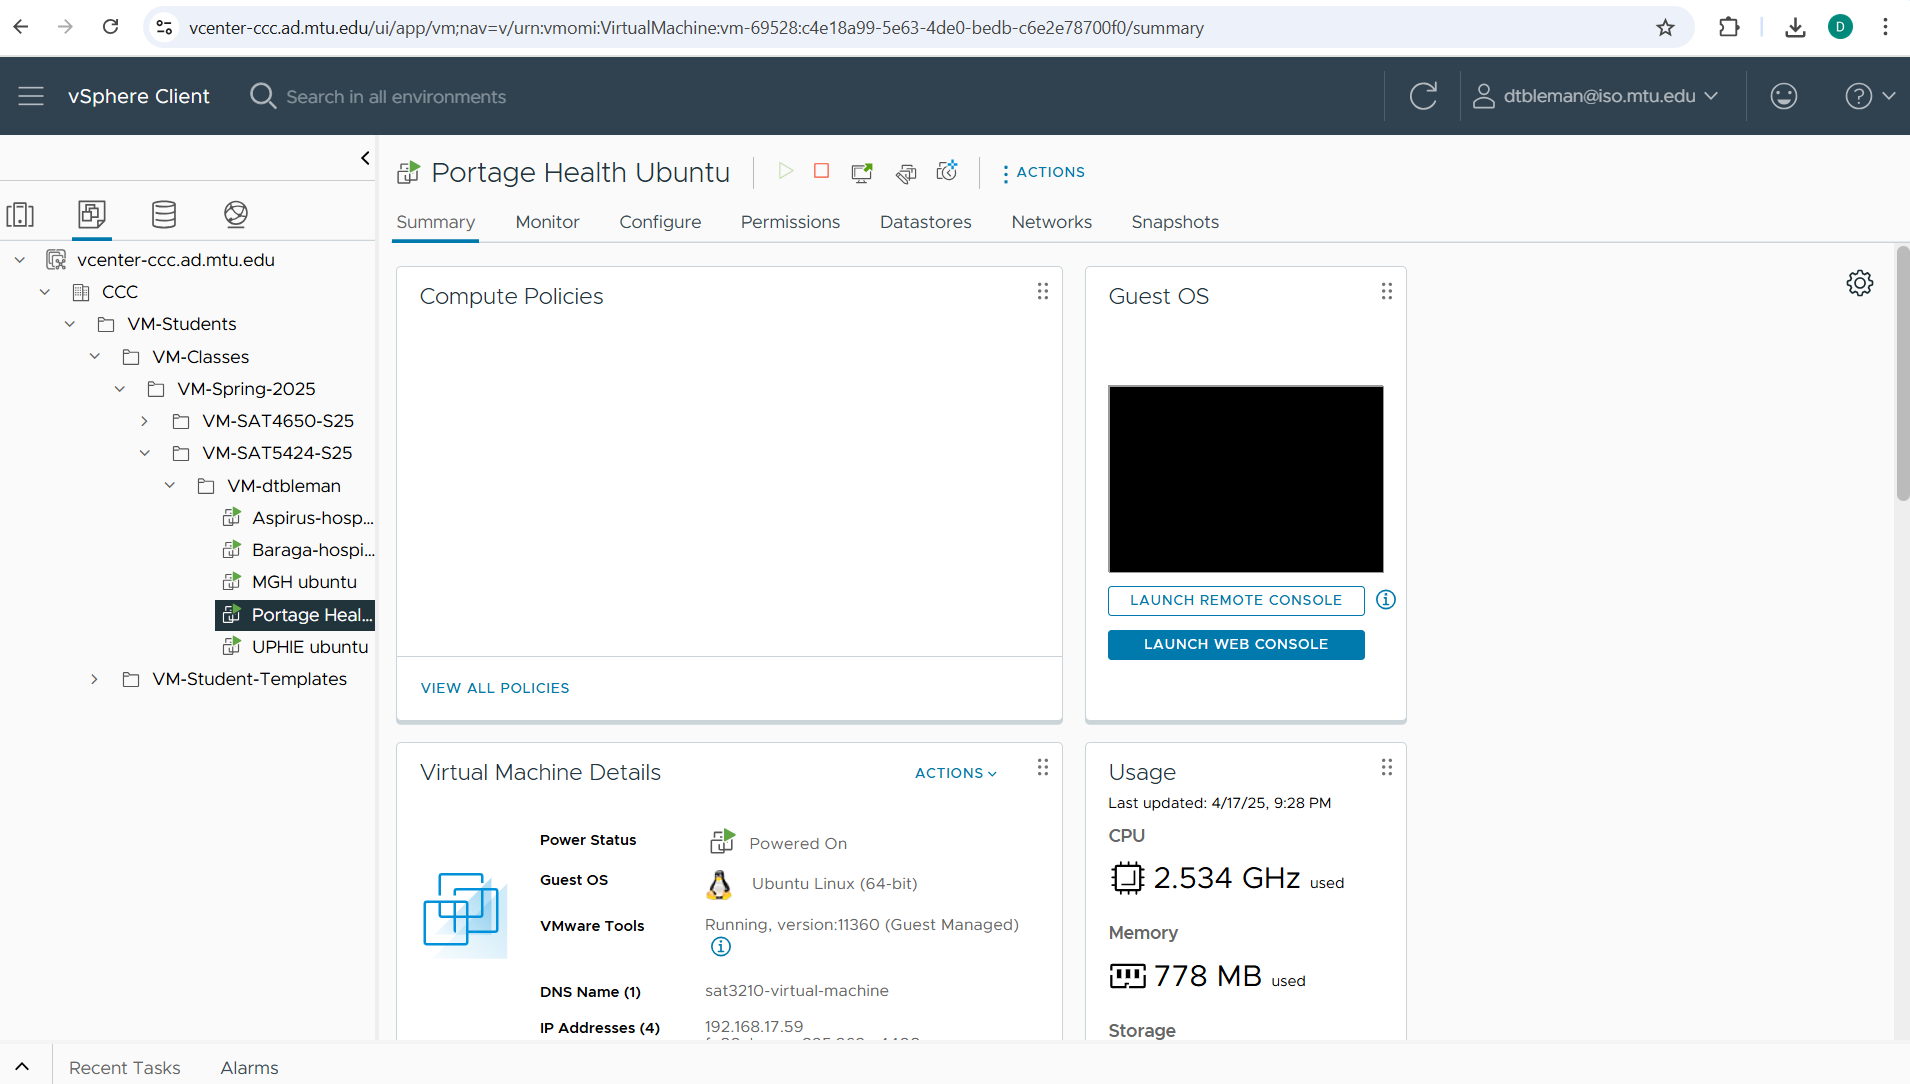 vcenter-ccc.ad.mtu.edu/ui/app/vm;nav=v/urn:vmomi:VirtualMachine:vm-69528:c4e18a99-5e63-4de0-bedb-c6e2e78700f0/summary
D
vSphere Client
Search in all environments
dtbleman@iso.mtu.edu
Portage Health Ubuntu
ACTIONS
Summary
Monitor
Configure
Permissions
Datastores
Networks
Snapshots
vcenter-ccc.ad.mtu.edu
CCC
VM-Students
VM-Classes
VM-Spring-2025
VM-SAT4650-S25
VM-SAT5424-S25
VM-dtbleman
Aspirus-hosp...
Baraga-hospi...
MGH ubuntu
Portage Heal...
UPHIE ubuntu
VM-Student-Templates
Compute Policies
VIEW ALL POLICIES
Guest OS
LAUNCH REMOTE CONSOLE
LAUNCH WEB CONSOLE
Virtual Machine Details
ACTIONS
Power Status
Powered On
Guest OS
Ubuntu Linux (64-bit)
VMware Tools
Running, version:11360 (Guest Managed)
DNS Name (1)
sat3210-virtual-machine
IP Addresses (4)
192.168.17.59
Usage
Last updated: 4/17/25, 9:28 PM
CPU
2.534 GHz used
Memory
778 MB used
Storage
Recent Tasks
Alarms